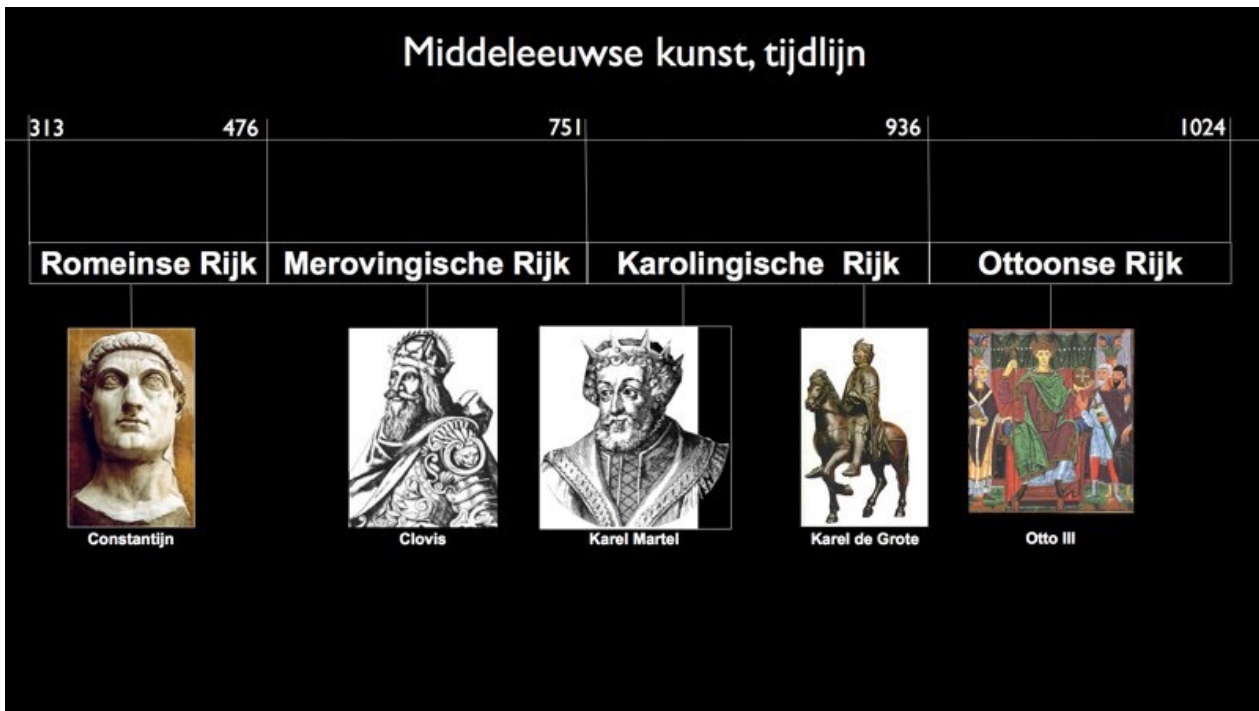 Middeleeuwse kunst, tijdlijn
313 476 751 936 1024
Romeinse Rijk Merovingische Rijk Karolingische Rijk Ottoonse Rijk
Constantijn Clovis Karel Martel Karel de Grote Otto III